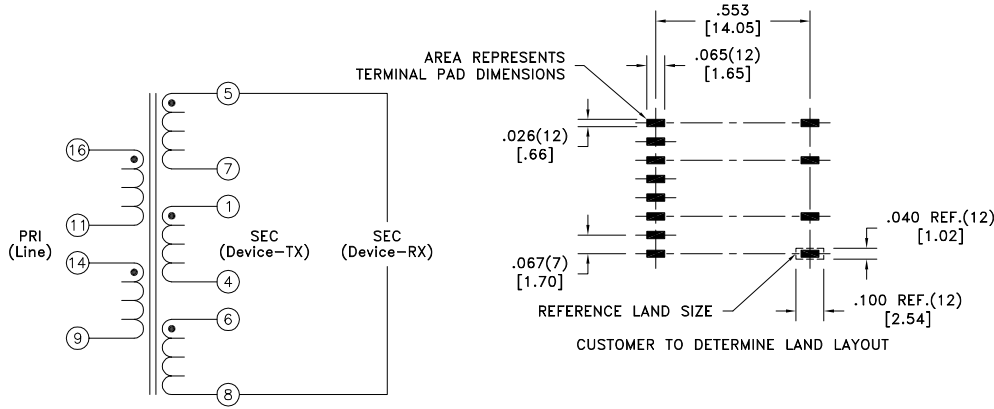 5
16
7
1
11
PRI
(Line)
SEC
(Device-TX)
SEC
(Device-RX)
14
4
6
9
8
.553
[14.05]
AREA REPRESENTS
TERMINAL PAD DIMENSIONS
.065(12)
[1.65]
.026(12)
[.66]
.040 REF.(12)
[1.02]
.067(7)
[1.70]
REFERENCE LAND SIZE
.100 REF.(12)
[2.54]
CUSTOMER TO DETERMINE LAND LAYOUT